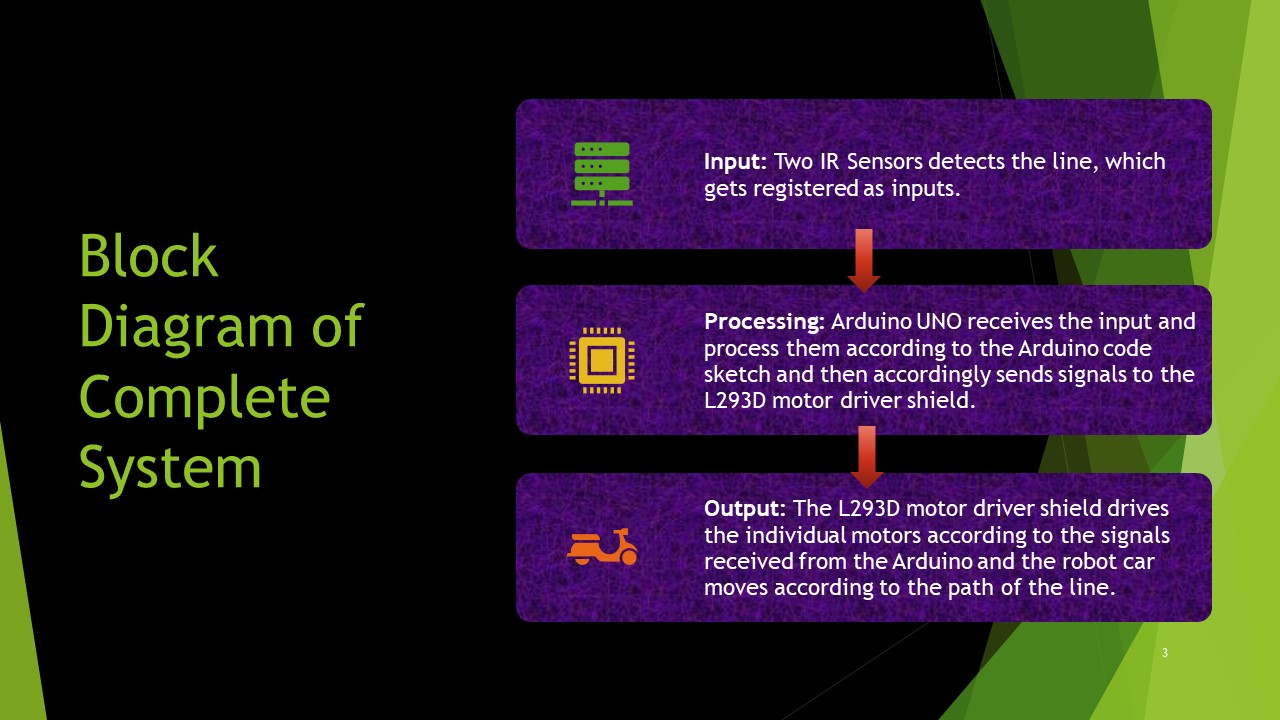 Block
Diagram of
Complete
System
Input: Two IR Sensors detects the line, which
gets registered as inputs.
Processing: Arduino UNO receives the input and
process them according to the Arduino code
sketch and then accordingly sends signals to the
L293D motor driver shield.
Output: The L293D motor driver shield drives
the individual motors according to the signals
received from the Arduino and the robot car
moves according to the path of the line.
3